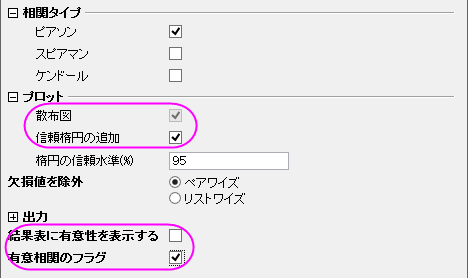 相関タイプ
ピアソン
スピアマン
ケンドール
プロット
散布図
信頼楕円の追加
楕円の信頼水準(%) 95
欠損値を除外 ペアワイズ
リストワイズ
出力
結果表に有意性を表示する
有意相関のフラグ